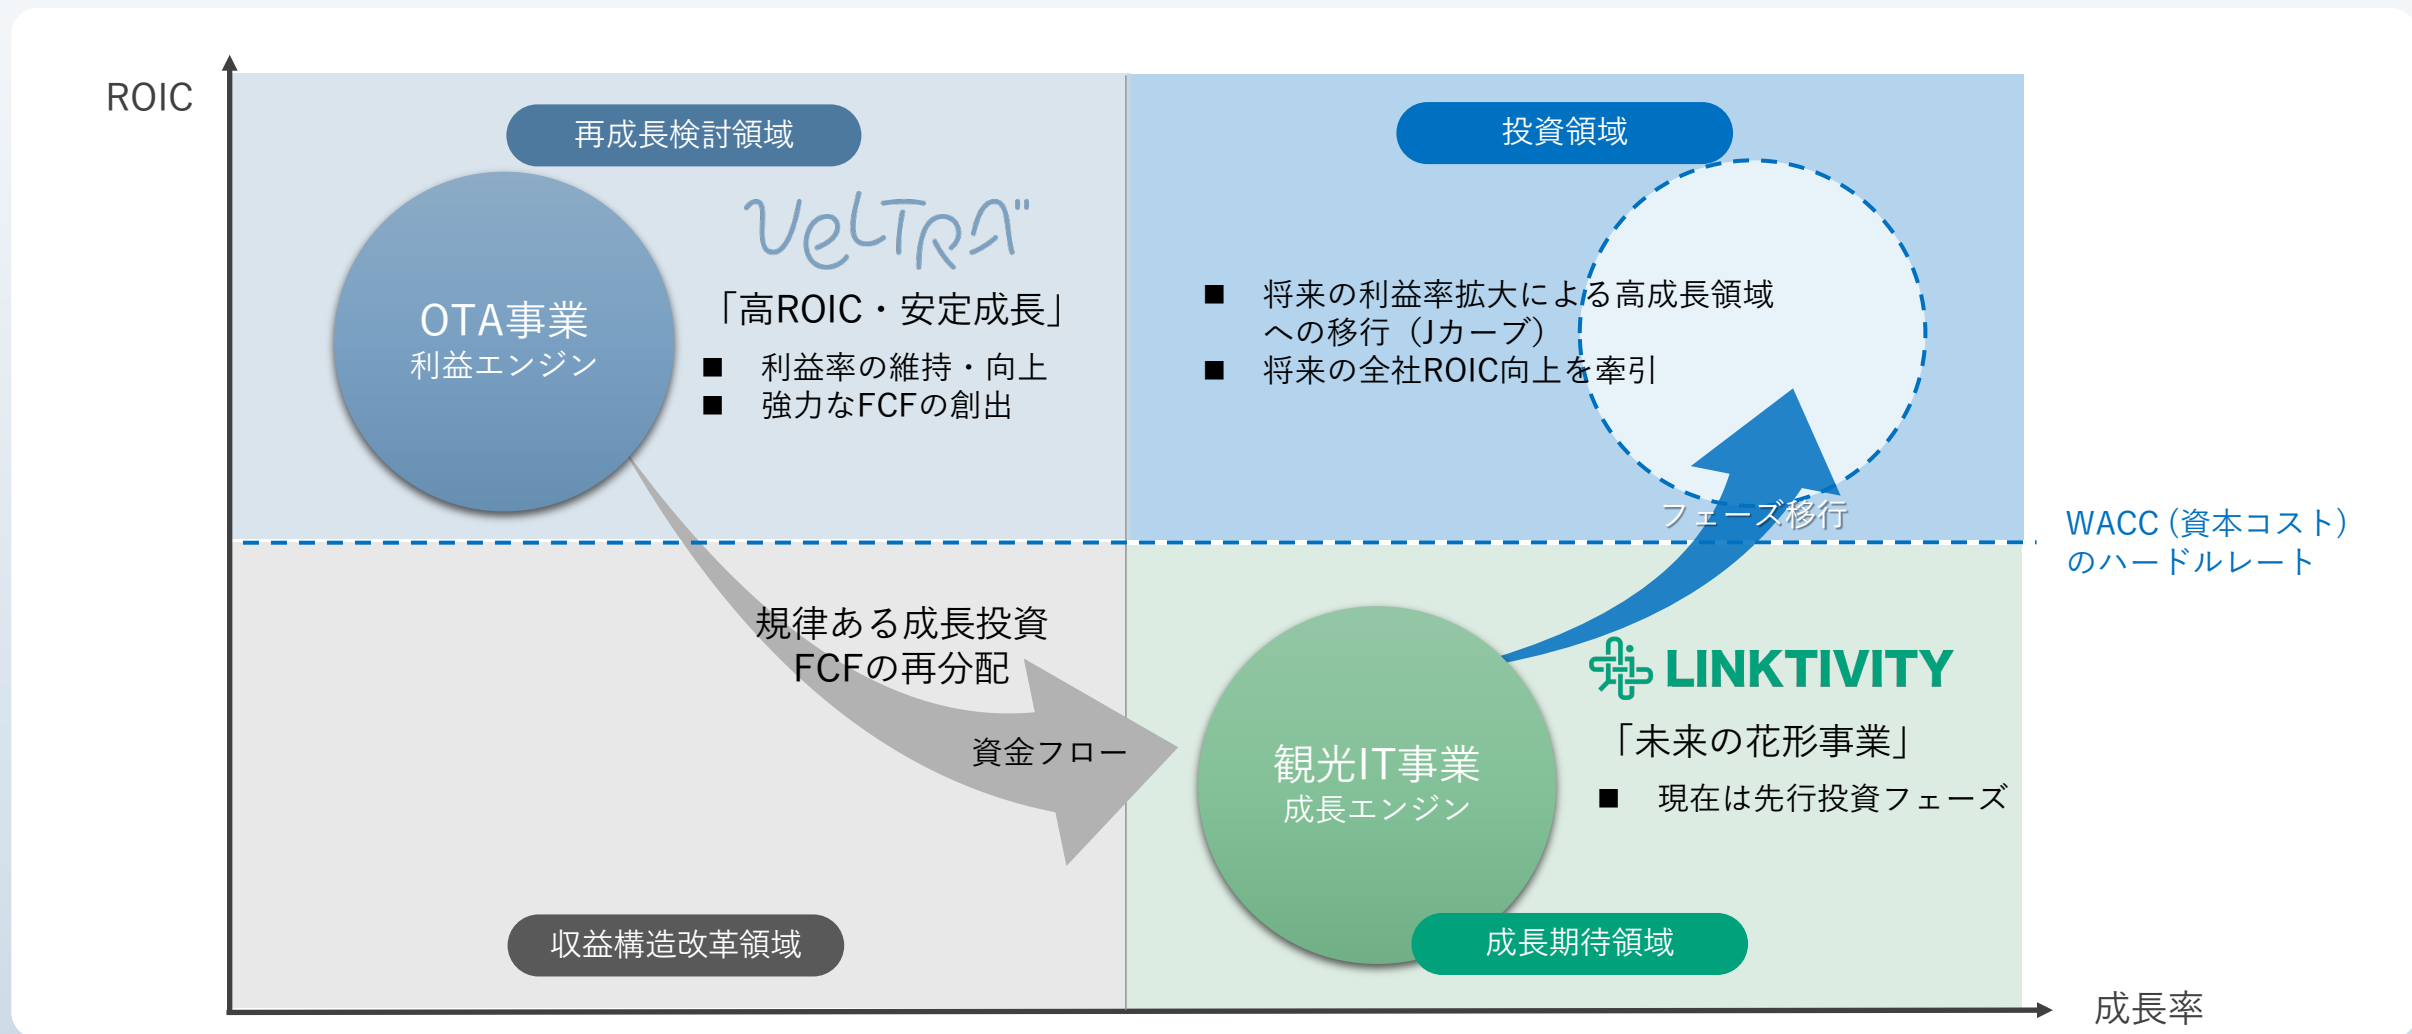 ROIC
再成長検討領域
OTA事業
利益エンジン
VELTRA
「高ROIC・安定成長」
■ 利益率の維持・向上
■ 強力なFCFの創出
投資領域
■ 将来の利益率拡大による高成長領域
への移行（Jカーブ）
■ 将来の全社ROIC向上を牽引
フェーズ移行
WACC (資本コスト)
のハードルレート
規律ある成長投資
FCFの再分配
資金フロー
収益構造改革領域
観光IT事業
成長エンジン
LINKTIVITY
「未来の花形事業」
■ 現在は先行投資フェーズ
成長期待領域
成長率